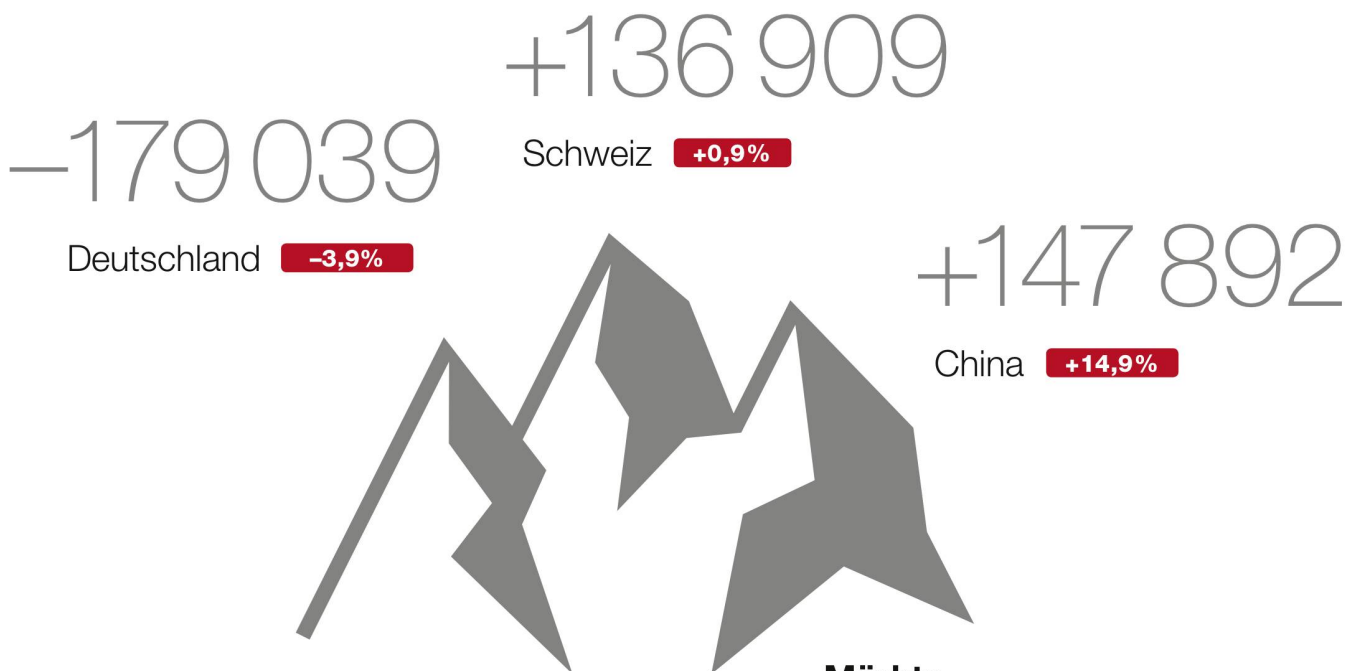 +136 909
Schweiz +0,9%
–179 039
Deutschland –3,9%
+147 892
China +14,9%